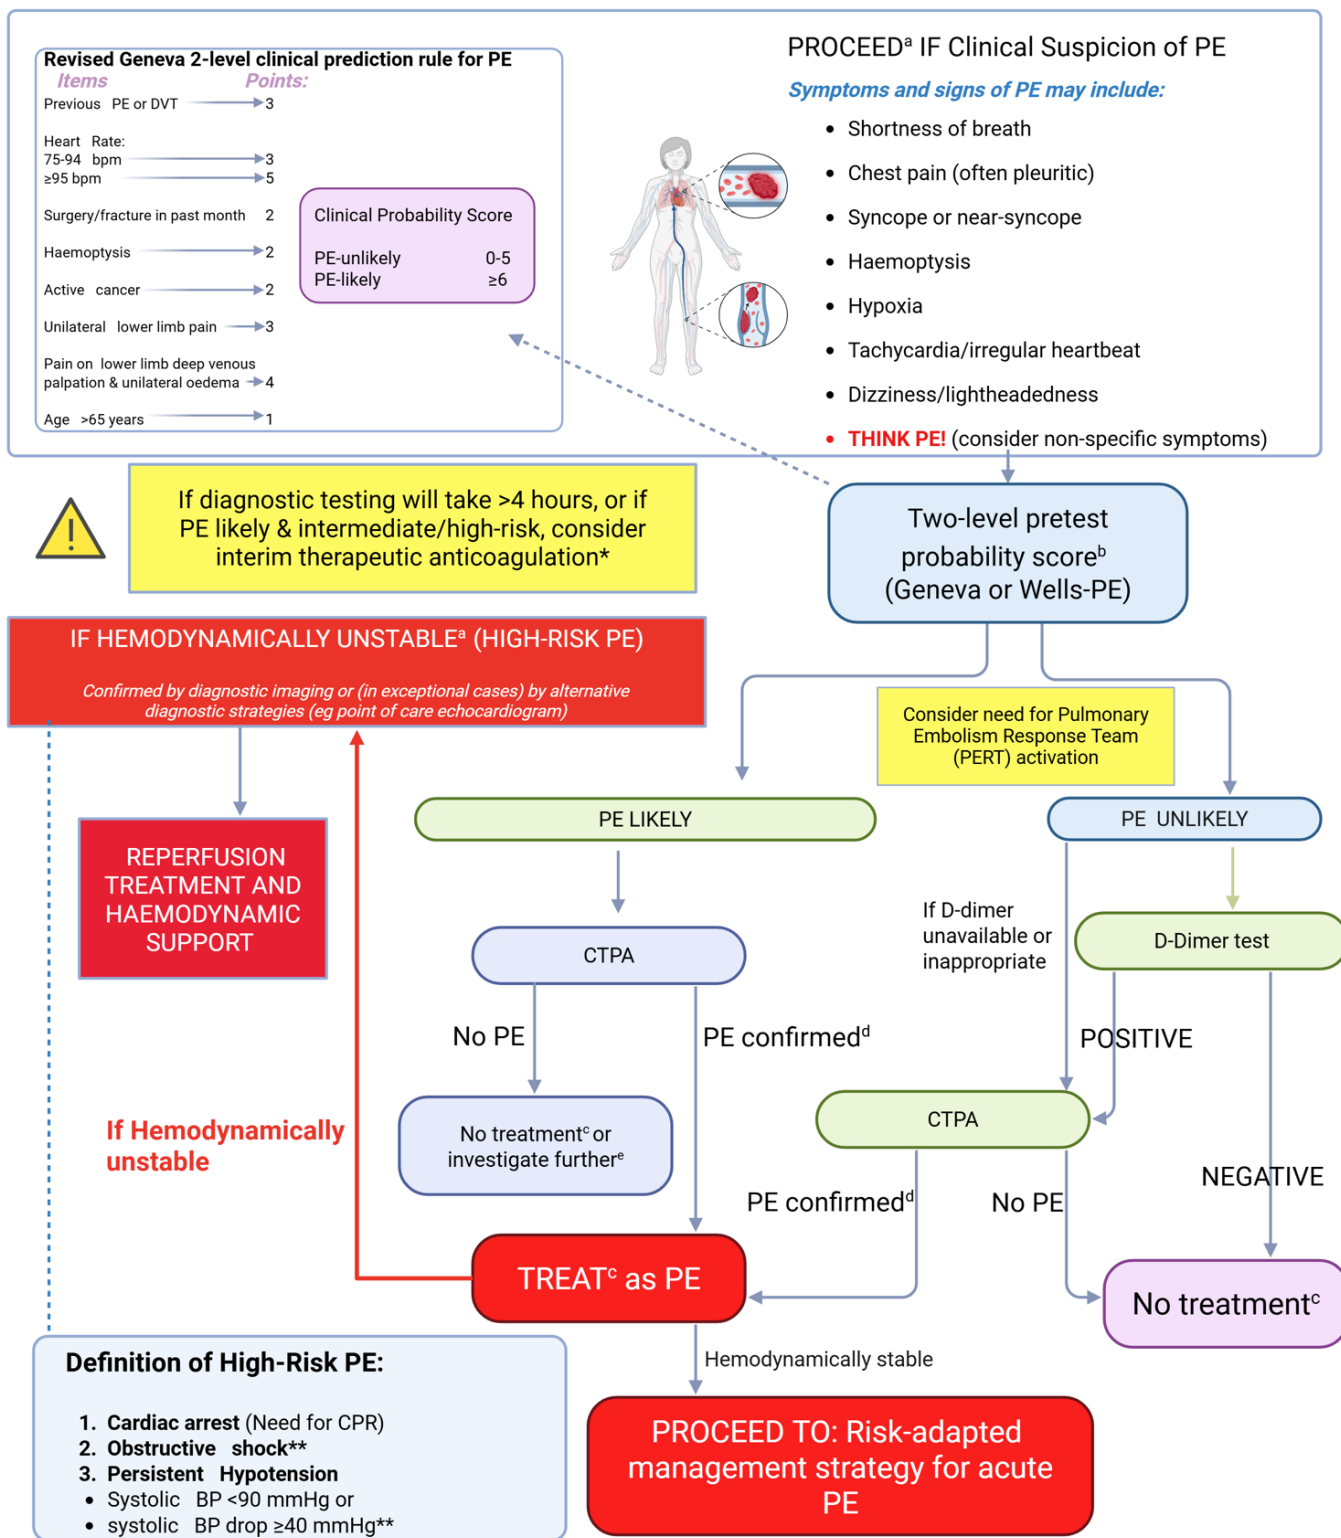 Revised Geneva 2-level clinical prediction rule for PE
Items Points:
Previous PE or DVT 3
Heart Rate:
75-94 bpm 3
≥95 bpm 5
Surgery/fracture in past month 2
Haemoptysis 2
Active cancer 2
Unilateral lower limb pain 3
Pain on lower limb deep venous
palpation & unilateral oedema 4
Age >65 years 1
Clinical Probability Score
PE-unlikely 0-5
PE-likely ≥6
PROCEEDᵃ IF Clinical Suspicion of PE
Symptoms and signs of PE may include:
• Shortness of breath
• Chest pain (often pleuritic)
• Syncope or near-syncope
• Haemoptysis
• Hypoxia
• Tachycardia/irregular heartbeat
• Dizziness/lightheadedness
• THINK PE! (consider non-specific symptoms)
!
If diagnostic testing will take >4 hours, or if
PE likely & intermediate/high-risk, consider
interim therapeutic anticoagulation*
Two-level pretest
probability scoreᵇ
(Geneva or Wells-PE)
IF HEMODYNAMICALLY UNSTABLEᵃ (HIGH-RISK PE)
Confirmed by diagnostic imaging or (in exceptional cases) by alternative
diagnostic strategies (eg point of care echocardiogram)
Consider need for Pulmonary
Embolism Response Team
(PERT) activation
REPERFUSION
TREATMENT AND
HAEMODYNAMIC
SUPPORT
PE LIKELY
PE UNLIKELY
If D-dimer
unavailable or
inappropriate
D-Dimer test
CTPA
No PE
PE confirmedᵈ
POSITIVE
NEGATIVE
CTPA
If Hemodynamically
unstable
No treatmentᶜ or
investigate furtherᵉ
PE confirmedᵈ
No PE
TREATᶜ as PE
No treatmentᶜ
Hemodynamically stable
PROCEED TO: Risk-adapted
management strategy for acute
PE
Definition of High-Risk PE:
1. Cardiac arrest (Need for CPR)
2. Obstructive shock**
3. Persistent Hypotension
• Systolic BP <90 mmHg or
• systolic BP drop ≥40 mmHg**